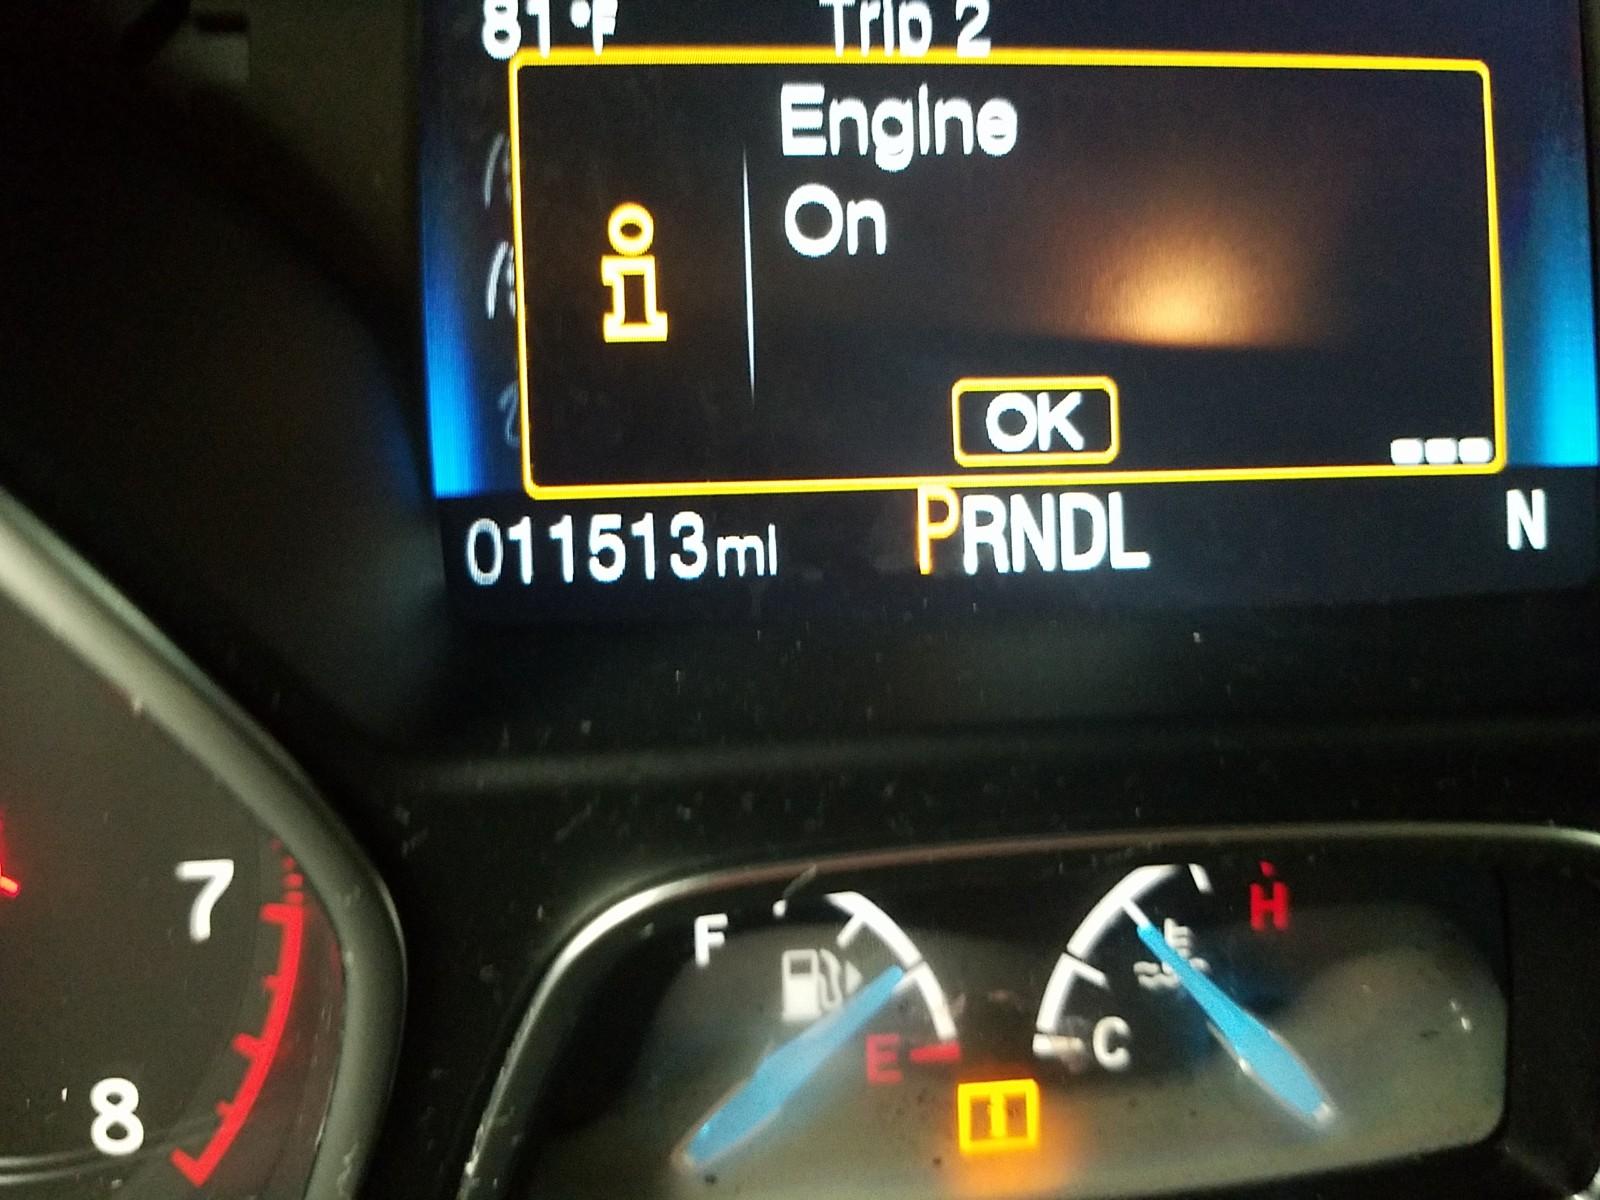 81°F Trip 2
Engine
On
i
OK
011513mi PRNDL N
7
8
F
E
H
C